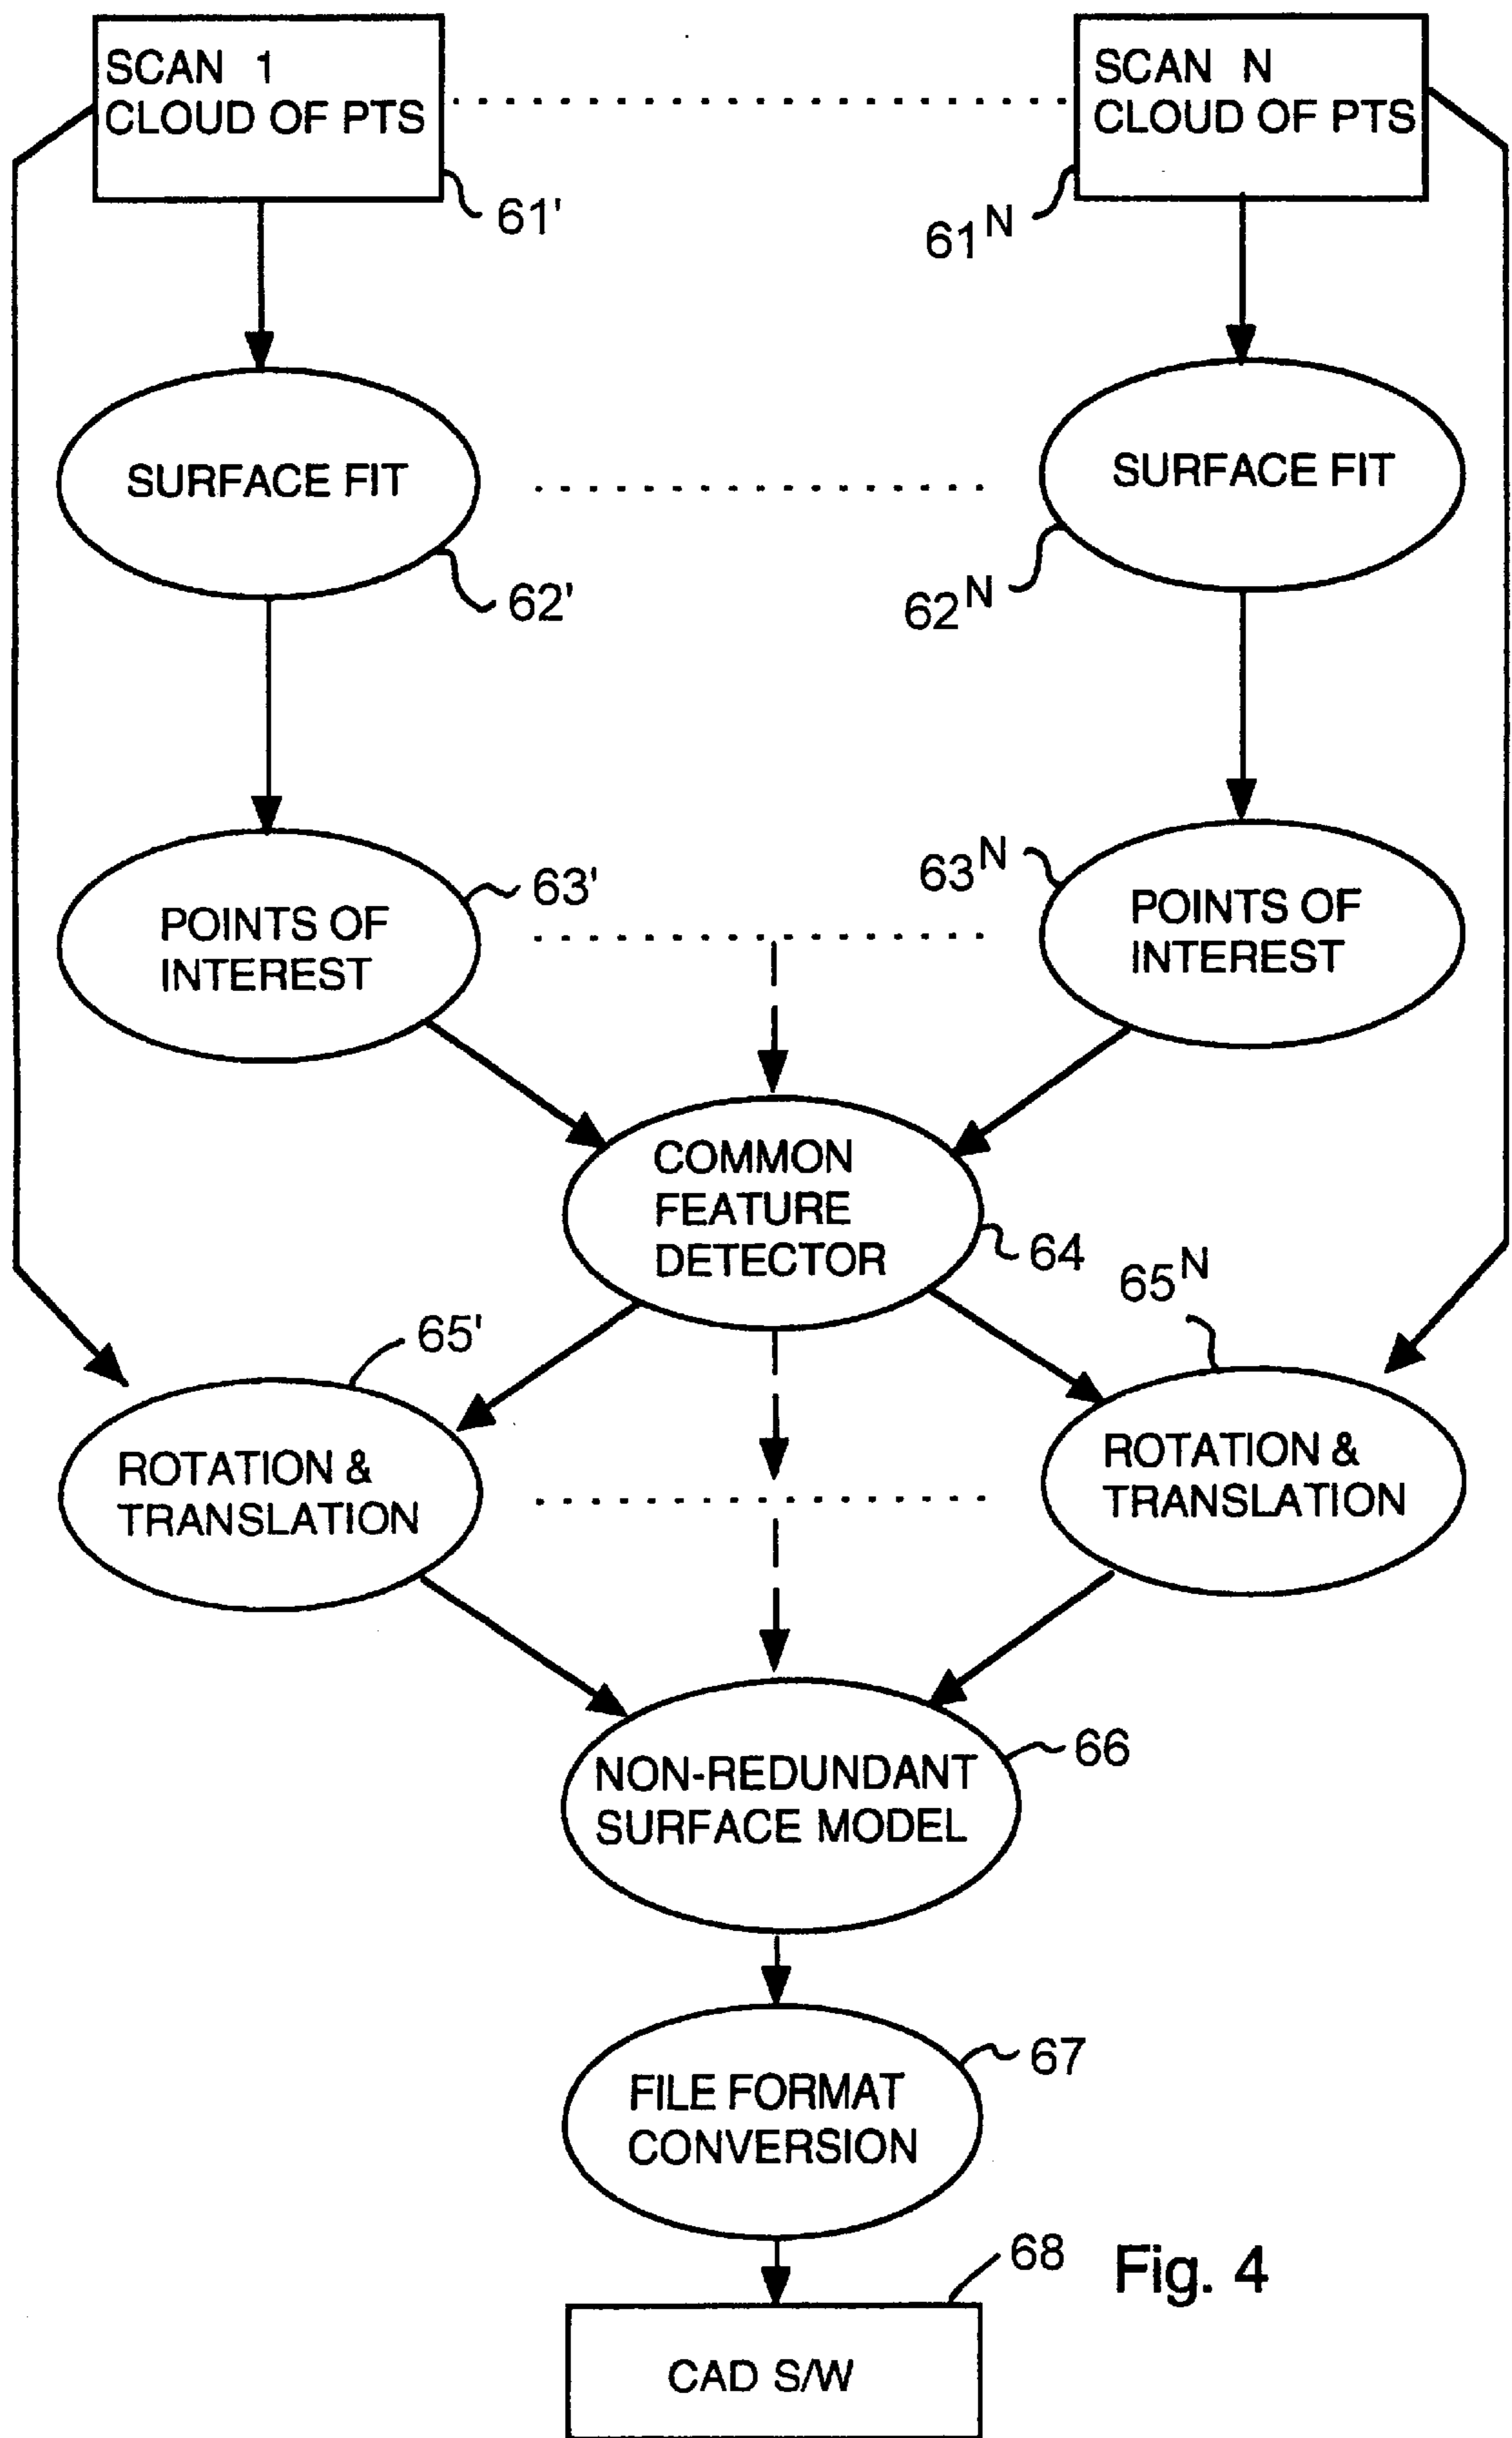 SCAN 1
CLOUD OF PTS
61'
SCAN N
CLOUD OF PTS
61N
SURFACE FIT
62'
SURFACE FIT
62N
POINTS OF
INTEREST
63'
POINTS OF
INTEREST
63N
COMMON
FEATURE
DETECTOR
64
65'
ROTATION &
TRANSLATION
65N
ROTATION &
TRANSLATION
NON-REDUNDANT
SURFACE MODEL
66
FILE FORMAT
CONVERSION
67
CAD S/W
68
Fig. 4